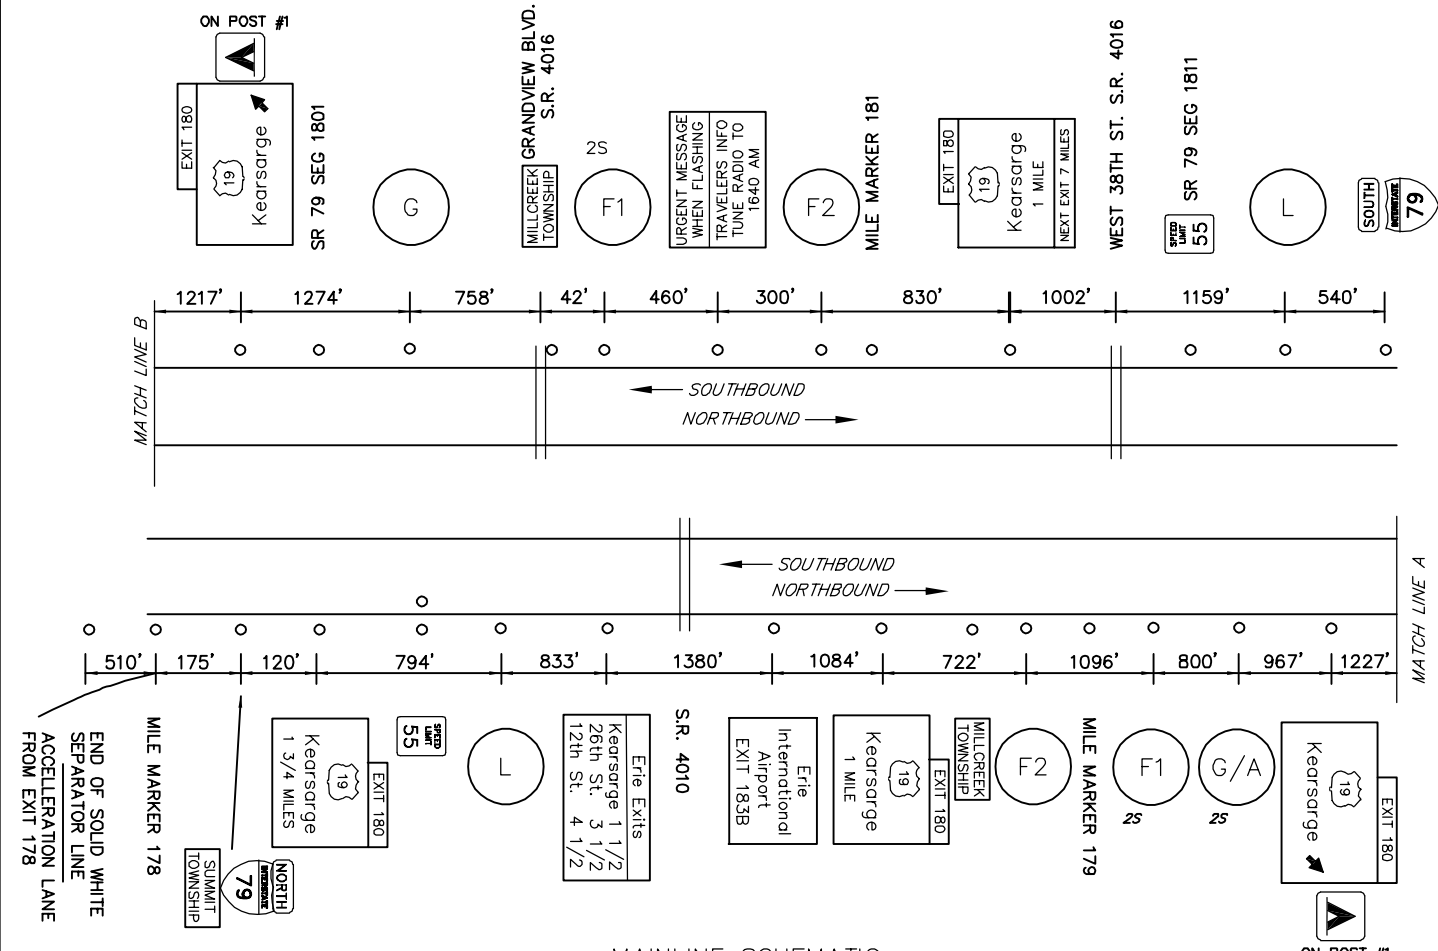 ON POST #1
EXIT 180
19
Kearsarge
SR 79 SEG 1801
G
GRANDVIEW BLVD.
S.R. 4016
MILLCREEK
TOWNSHIP
2S
F1
URGENT MESSAGE
WHEN FLASHING
TRAVELERS INFO
TUNE RADIO TO
1640 AM
F2
MILE MARKER 181
EXIT 180
19
Kearsarge
1 MILE
NEXT EXIT 7 MILES
WEST 38TH ST. S.R. 4016
SPEED
LIMIT
55
SR 79 SEG 1811
L
SOUTH
INTERSTATE
79
1217' 1274' 758' 42' 460' 300' 830' 1002' 1159' 540'
MATCH LINE B
SOUTHBOUND
NORTHBOUND
SOUTHBOUND
NORTHBOUND
MATCH LINE A
510' 175' 120' 794' 833' 1380' 1084' 722' 1096' 800' 967' 1227'
END OF SOLID WHITE
SEPARATOR LINE
ACCELLERATION LANE
FROM EXIT 178
MILE MARKER 178
NORTH
INTERSTATE
79
SUMMIT
TOWNSHIP
EXIT 180
19
Kearsarge
1 3/4 MILES
SPEED
LIMIT
55
L
Erie Exits
Kearsarge 1 1/2
26th St. 3 1/2
12th St. 4 1/2
S.R. 4010
Erie
International
Airport
EXIT 183B
EXIT 180
19
Kearsarge
1 MILE
MILLCREEK
TOWNSHIP
F2
MILE MARKER 179
F1
2S
G/A
2S
EXIT 180
19
Kearsarge
ON POST #1
MAINLINE SCHEMATIC